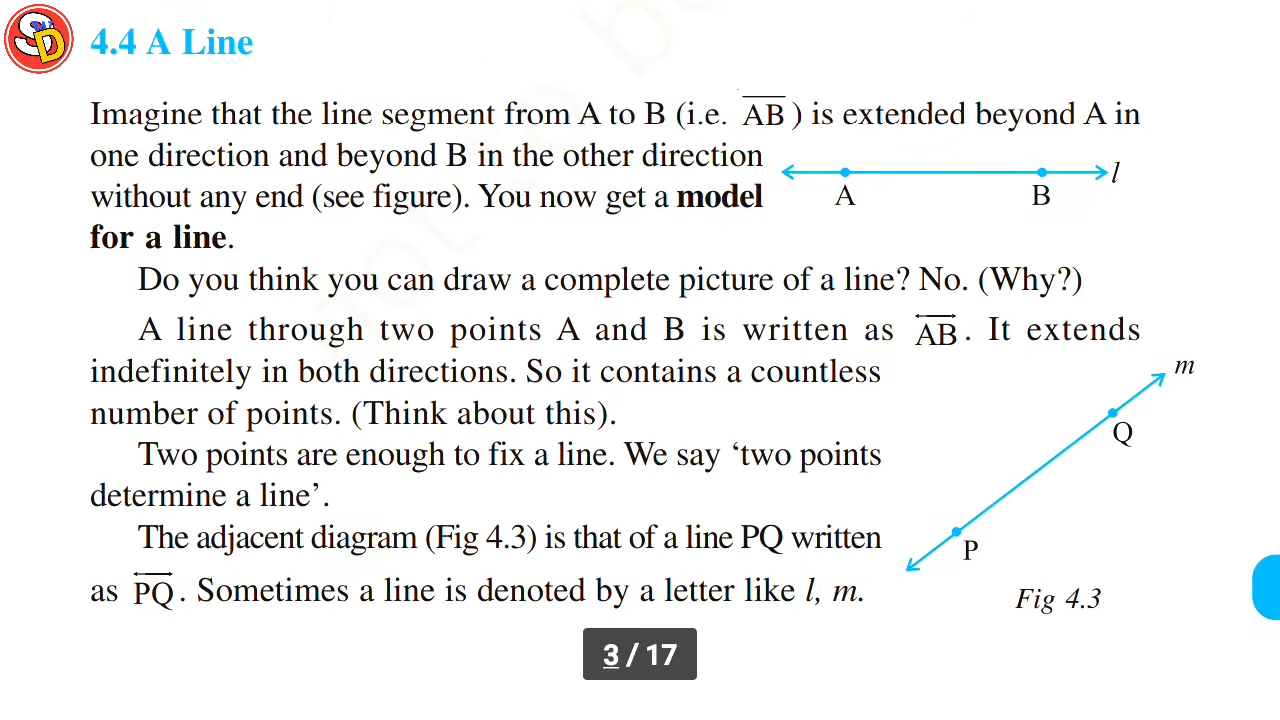 4.4 A Line
Imagine that the line segment from A to B (i.e. AB ) is extended beyond A in
one direction and beyond B in the other direction
without any end (see figure). You now get a model
for a line.
l
A B
Do you think you can draw a complete picture of a line? No. (Why?)
A line through two points A and B is written as AB. It extends
indefinitely in both directions. So it contains a countless
number of points. (Think about this).
Two points are enough to fix a line. We say ‘two points
determine a line’.
The adjacent diagram (Fig 4.3) is that of a line PQ written
as PQ. Sometimes a line is denoted by a letter like l, m.
m
Q
P
Fig 4.3
3 / 17